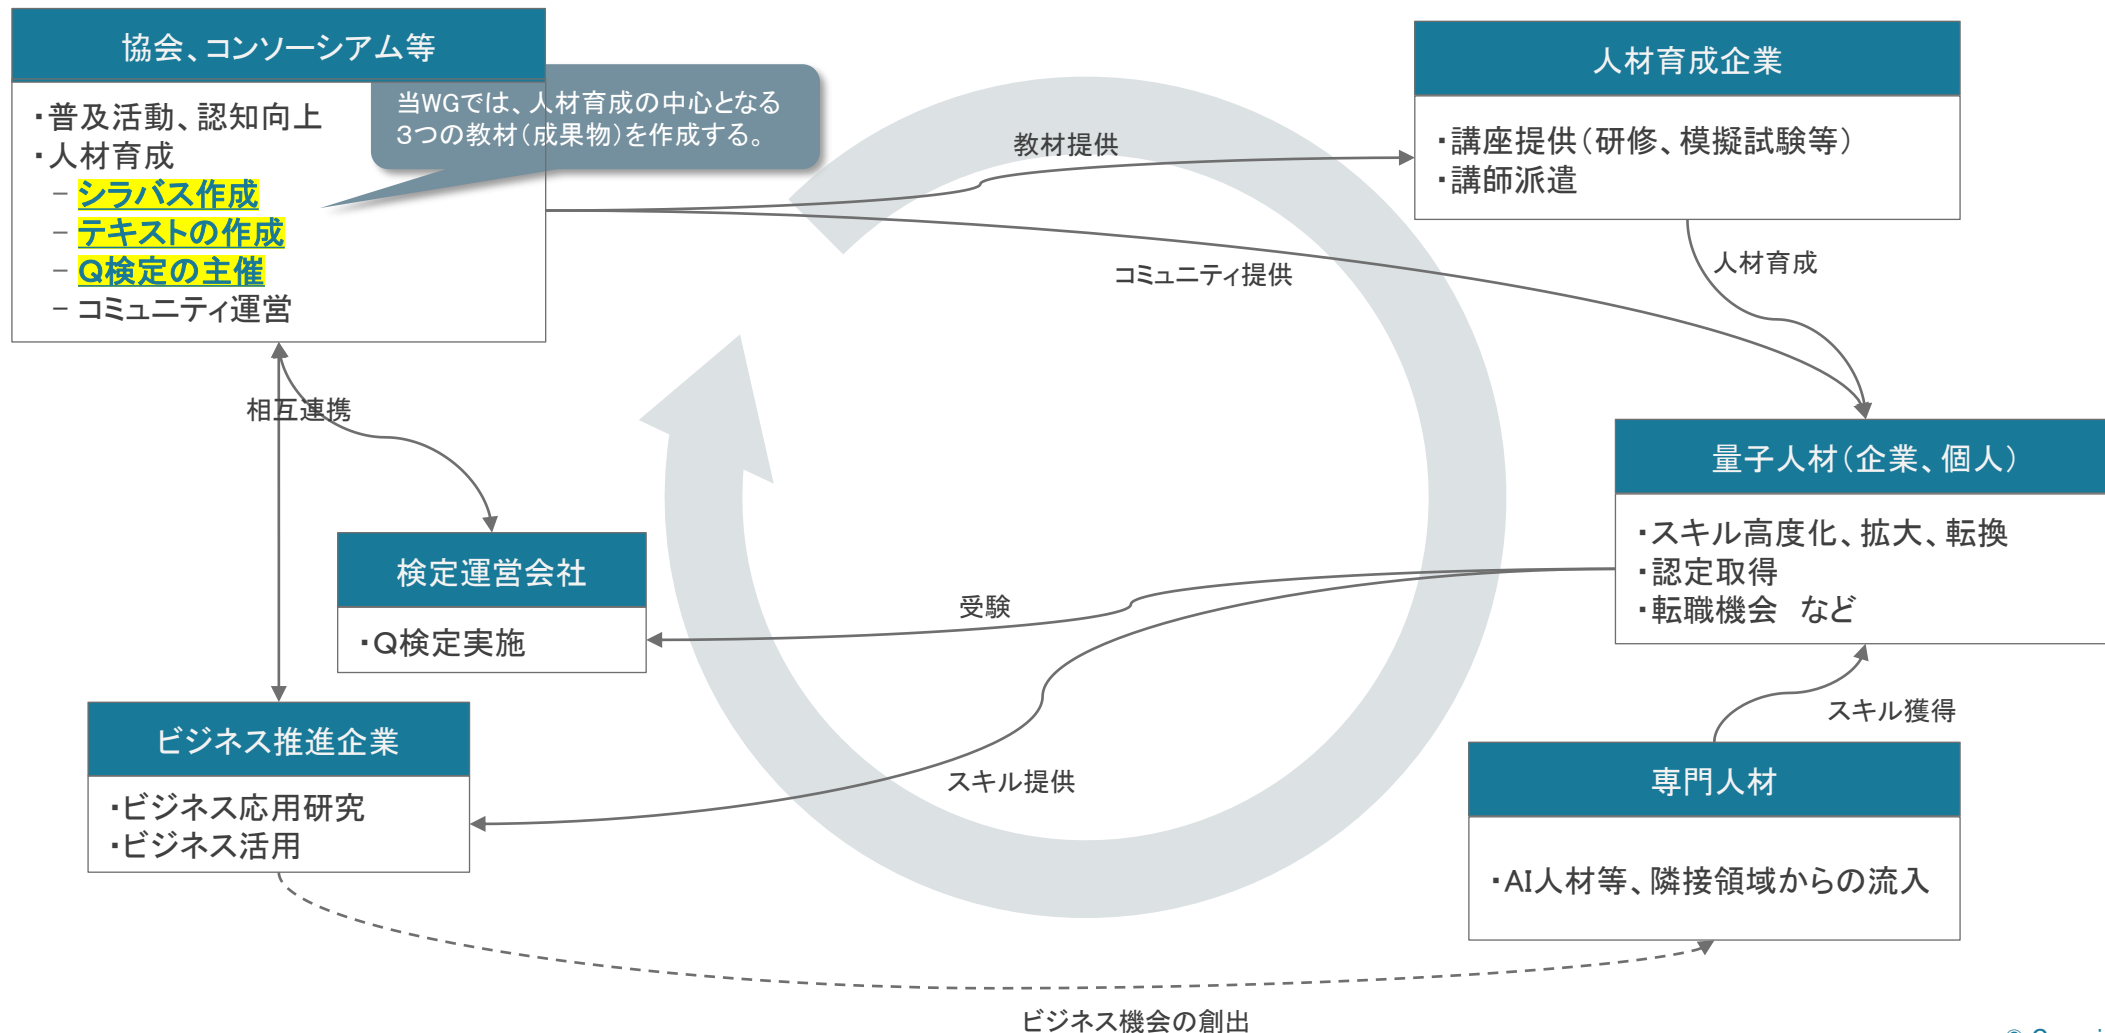 協会、コンソーシアム等
・普及活動、認知向上
・人材育成
− シラバス作成
− テキストの作成
− Q検定の主催
− コミュニティ運営
当WGでは、人材育成の中心となる
3つの教材（成果物）を作成する。
人材育成企業
・講座提供（研修、模擬試験等）
・講師派遣
教材提供
コミュニティ提供
人材育成
相互連携
量子人材（企業、個人）
・スキル高度化、拡大、転換
・認定取得
・転職機会　など
検定運営会社
・Q検定実施
受験
スキル獲得
ビジネス推進企業
・ビジネス応用研究
・ビジネス活用
スキル提供
専門人材
・AI人材等、隣接領域からの流入
ビジネス機会の創出